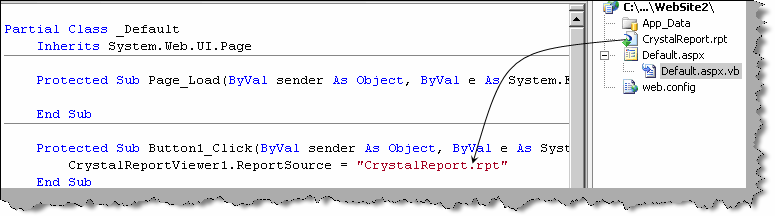 Partial Class _Default
Inherits System.Web.UI.Page
Protected Sub Page_Load(ByVal sender As Object, ByVal e As System.E
End Sub
Protected Sub Button1_Click(ByVal sender As Object, ByVal e As Syst
CrystalReportViewer1.ReportSource = "CrystalReport.rpt"
End Sub
C:\...\WebSite2\
App_Data
CrystalReport.rpt
Default.aspx
Default.aspx.vb
web.config